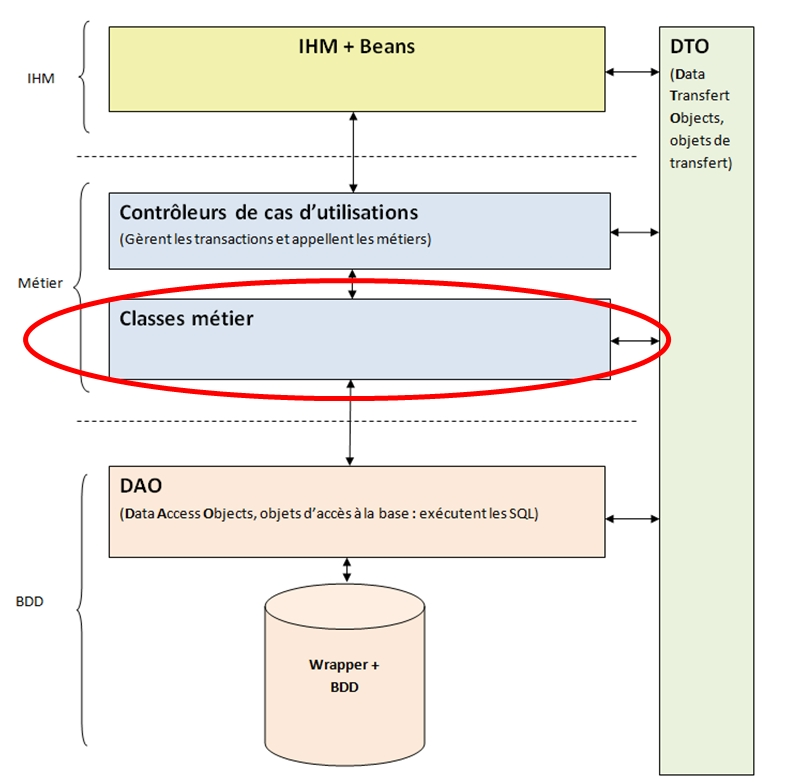 IHM + Beans
IHM
DTO
(Data
Transfert
Objects,
objets de
transfert)
Contrôleurs de cas d’utilisations
(Gèrent les transactions et appellent les métiers)
Métier
Classes métier
DAO
(Data Access Objects, objets d’accès à la base : exécutent les SQL)
BDD
Wrapper +
BDD